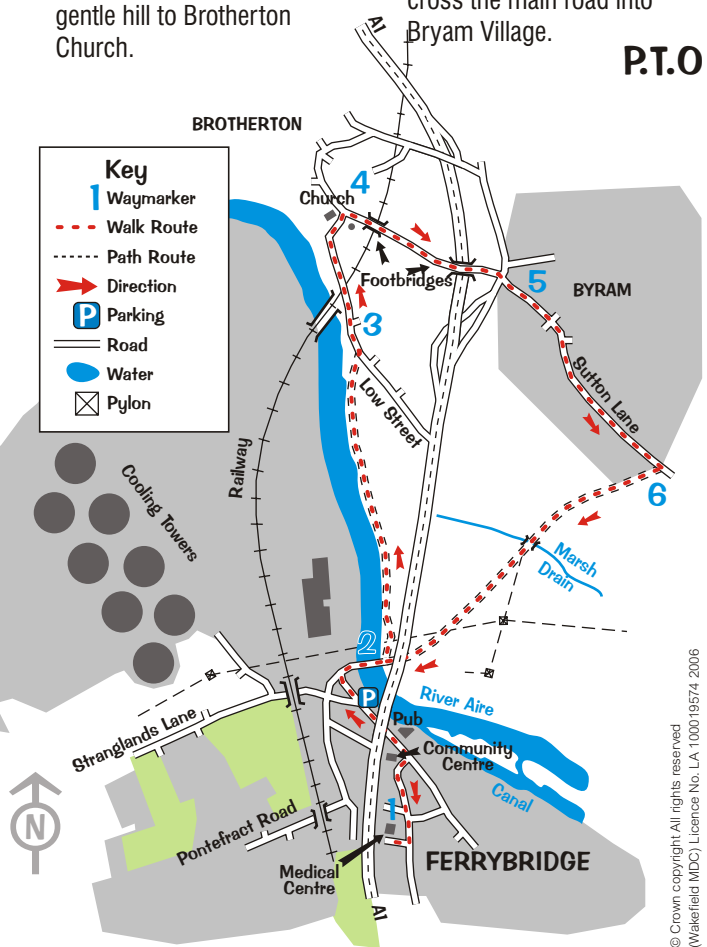 gentle hill to Brotherton
Church.
cross the main road into
Bryam Village.
P.T.O
A1
BROTHERTON
Key
1 Waymarker
Walk Route
Path Route
Direction
P Parking
Road
Water
Pylon
4
Church
Footbridges
5
BYRAM
3
Low Street
Sutton Lane
Railway
Cooling Towers
6
Marsh
Drain
2
P
River Aire
Pub
Stranglands Lane
Community
Centre
Canal
1
N
Pontefract Road
Medical
Centre
FERRYBRIDGE
A1
© Crown copyright All rights reserved
(Wakefield MDC) Licence No. LA 100019574 2006